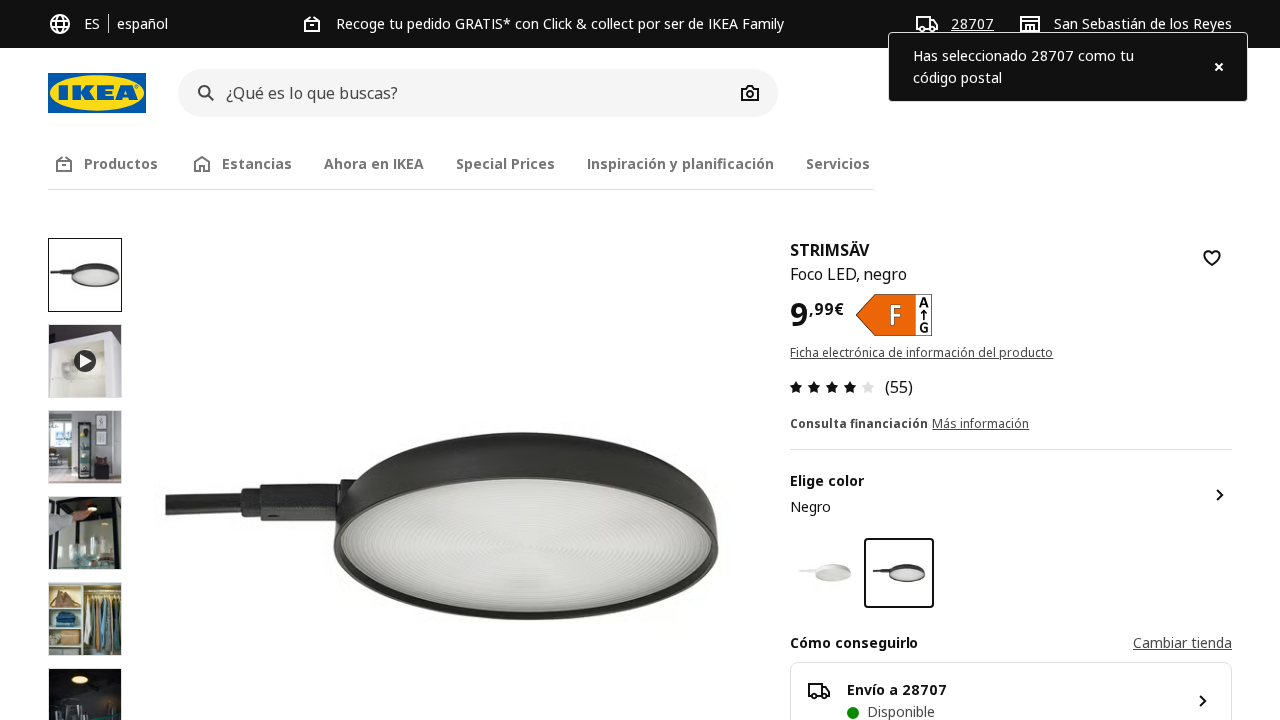 ES español
Recoge tu pedido GRATIS* con Click & collect por ser de IKEA Family
28707
San Sebastián de los Reyes
Has seleccionado 28707 como tu
código postal
IKEA
¿Qué es lo que buscas?
Productos
Estancias
Ahora en IKEA
Special Prices
Inspiración y planificación
Servicios
STRIMSÄV
Foco LED, negro
9,99€
F
A
G
Ficha electrónica de información del producto
(55)
Consulta financiación Más información
Elige color
Negro
Cómo conseguirlo
Cambiar tienda
Envío a 28707
Disponible